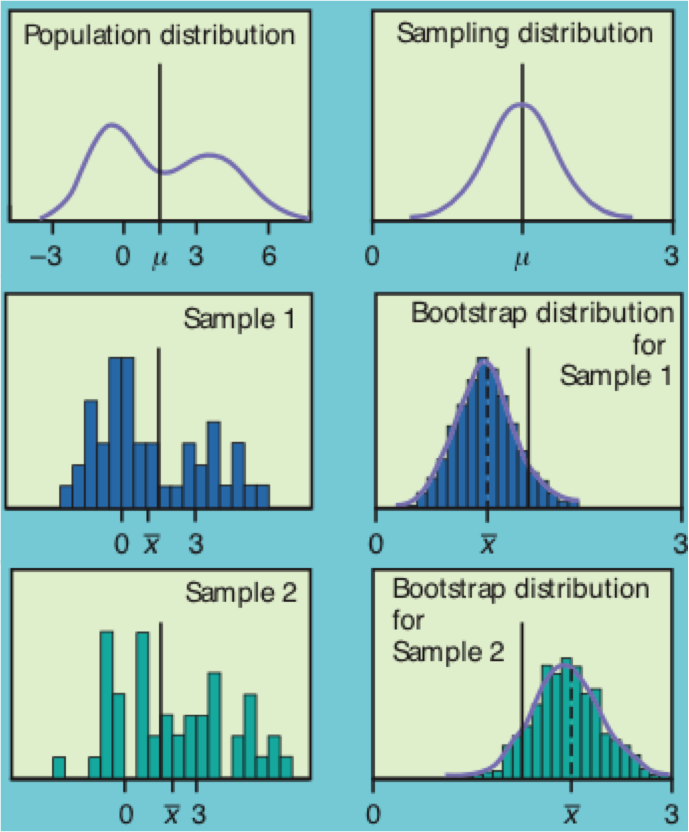 Population distribution
−3 0 μ 3 6
Sampling distribution
0 μ 3
Sample 1
0 x̅ 3
Bootstrap distribution
for
Sample 1
0 x̅ 3
Sample 2
0 x̅ 3
Bootstrap distribution
for
Sample 2
0 x̅ 3